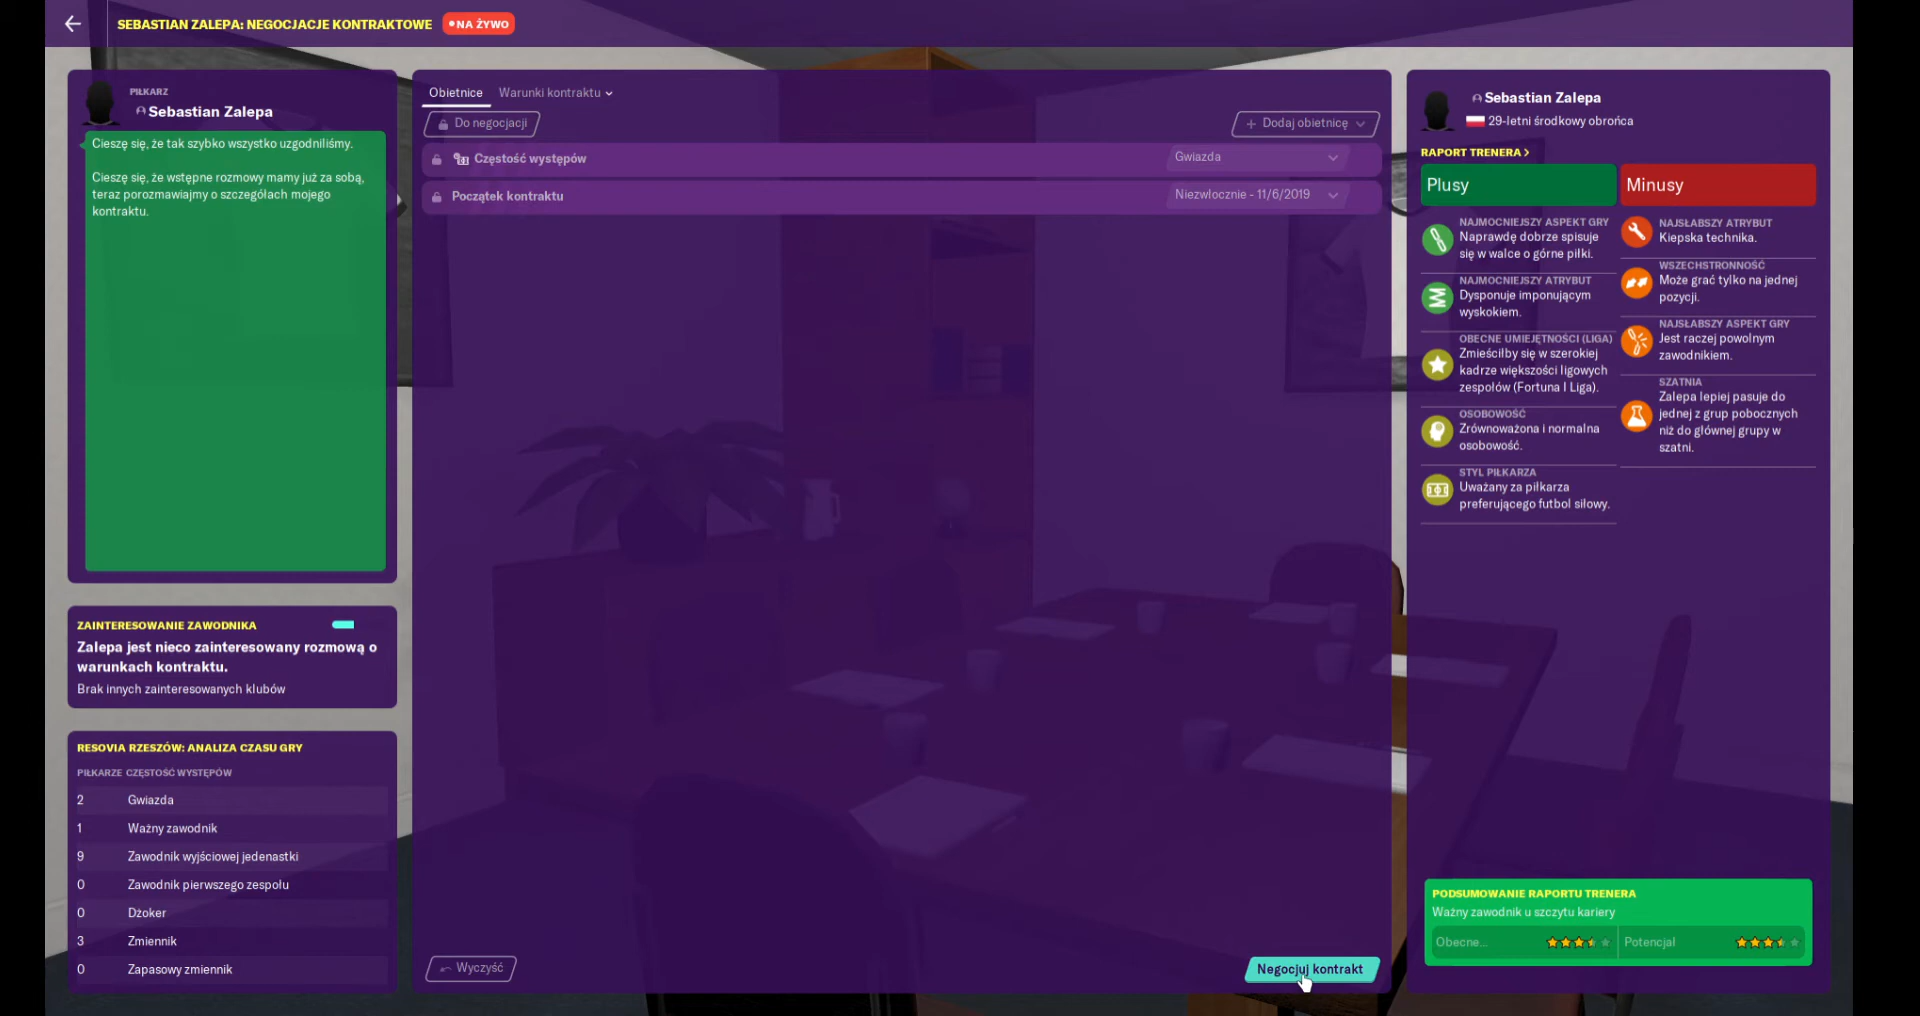 SEBASTIAN ZALEPA: NEGOCJACJE KONTRAKTOWE
NA ŻYWO
PIŁKARZ
Sebastian Zalepa
Cieszę się, że tak szybko wszystko uzgodniliśmy.
Cieszę się, że wstępne rozmowy mamy już za sobą,
teraz porozmawiajmy o szczegółach mojego
kontraktu.
ZAINTERESOWANIE ZAWODNIKA
Zalepa jest nieco zainteresowany rozmową o
warunkach kontraktu.
Brak innych zainteresowanych klubów
RESOVIA RZESZÓW: ANALIZA CZASU GRY
PIŁKARZE CZĘSTOŚĆ WYSTĘPÓW
2 Gwiazda
1 Ważny zawodnik
9 Zawodnik wyjściowej jedenastki
0 Zawodnik pierwszego zespołu
0 Dżoker
3 Zmiennik
0 Zapasowy zmiennik
Obietnice Warunki kontraktu
Do negocjacji
+ Dodaj obietnicę
Częstość występów Gwiazda
Początek kontraktu Niezwłocznie - 11/6/2019
Wyczyść
Negocjuj kontrakt
Sebastian Zalepa
29-letni środkowy obrońca
RAPORT TRENERA >
Plusy
NAJMOCNIEJSZY ASPEKT GRY
Naprawdę dobrze spisuje
się w walce o górne piłki.
NAJMOCNIEJSZY ATRYBUT
Dysponuje imponującym
wyskokiem.
OBECNE UMIEJĘTNOŚCI (LIGA)
Zmieściłby się w szerokiej
kadrze większości ligowych
zespołów (Fortuna I Liga).
OSOBOWOŚĆ
Zrównoważona i normalna
osobowość.
STYL PIŁKARZA
Uważany za piłkarza
preferującego futbol siłowy.
Minusy
NAJSŁABSZY ATRYBUT
Kiepska technika.
WSZECHSTRONNOŚĆ
Może grać tylko na jednej
pozycji.
NAJSŁABSZY ASPEKT GRY
Jest raczej powolnym
zawodnikiem.
SZATNIA
Zalepa lepiej pasuje do
jednej z grup pobocznych
niż do głównej grupy w
szatni.
PODSUMOWANIE RAPORTU TRENERA
Ważny zawodnik u szczytu kariery
Obecne... Potencjał